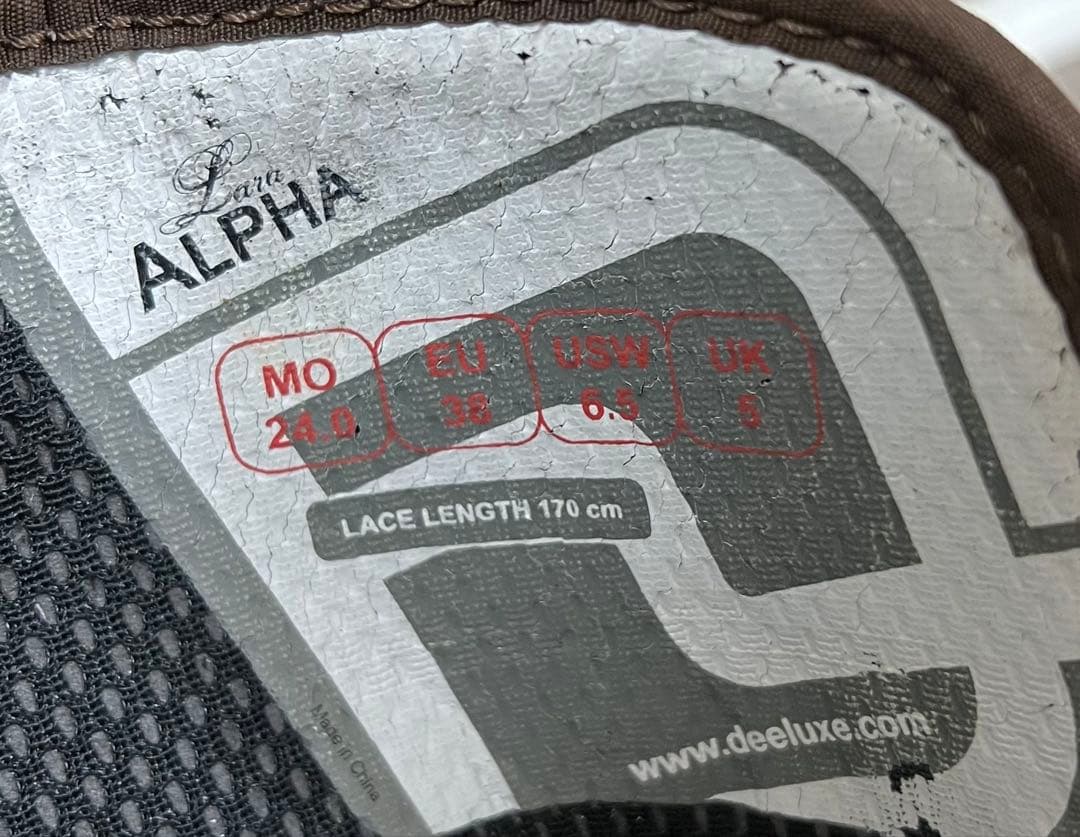 Lara
ALPHA
MO EU USW UK
24.0 38 6.5 5
LACE LENGTH 170 cm
www.deeluxe.com
Made in China